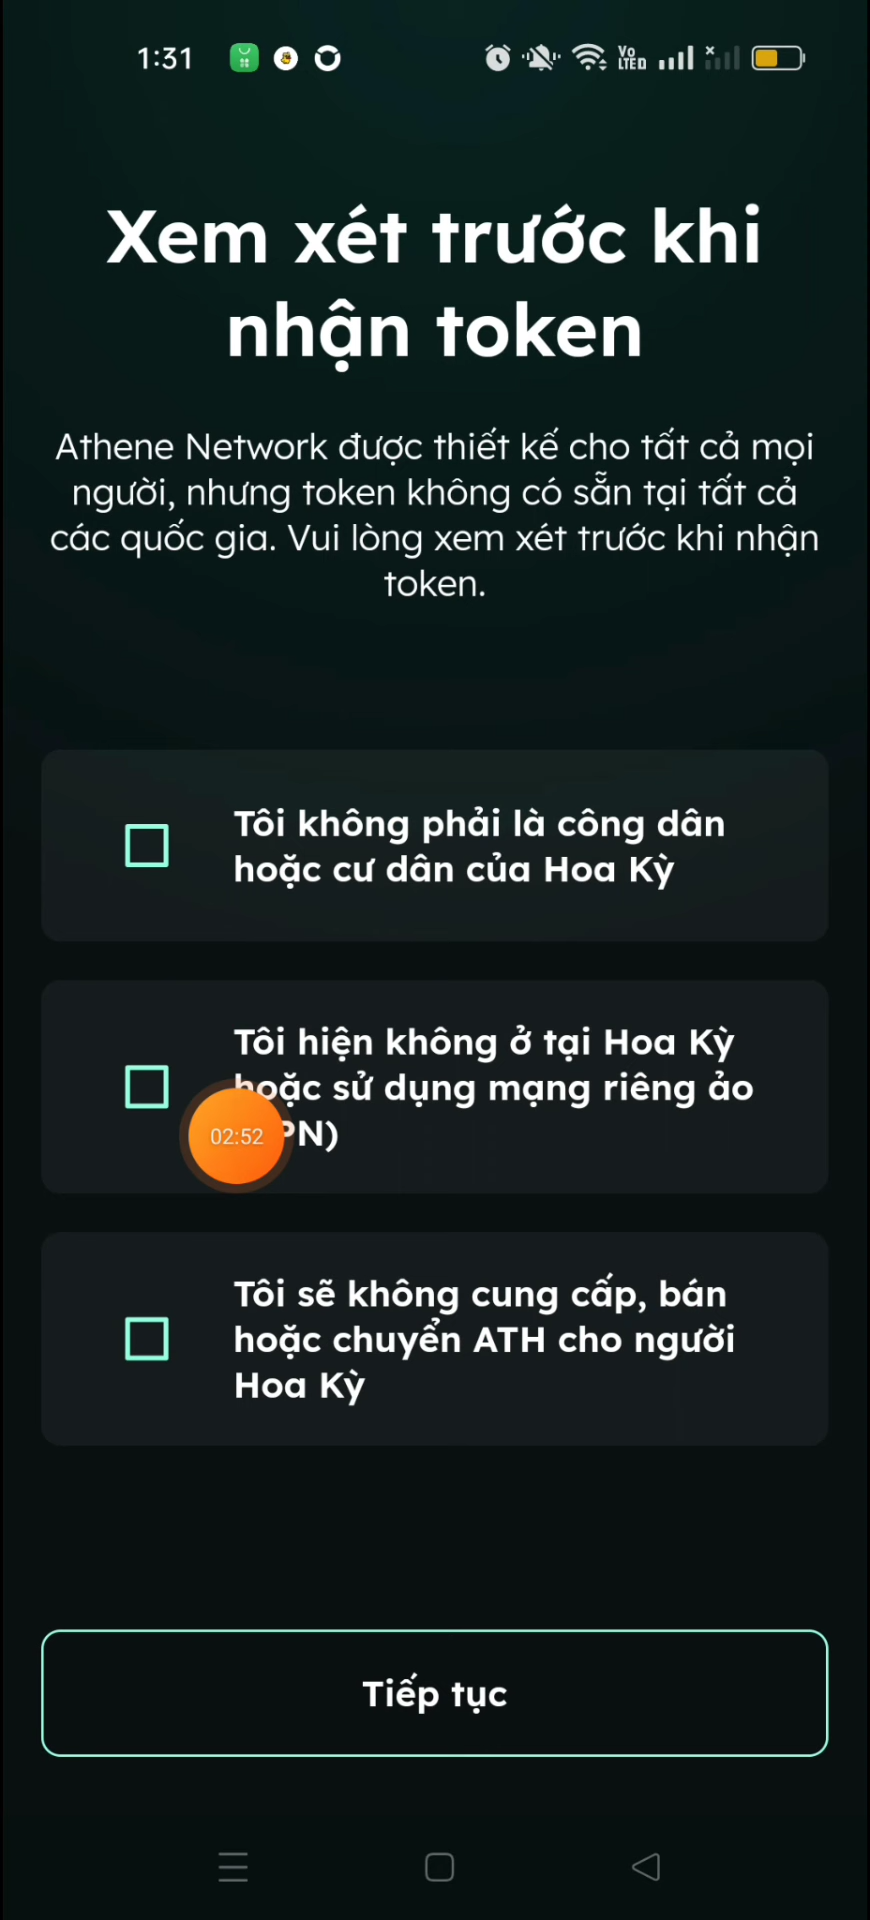 1:31
Vo
LTE
Xem xét trước khi
nhận token
Athene Network được thiết kế cho tất cả mọi
người, nhưng token không có sẵn tại tất cả
các quốc gia. Vui lòng xem xét trước khi nhận
token.
Tôi không phải là công dân
hoặc cư dân của Hoa Kỳ
Tôi hiện không ở tại Hoa Kỳ
hoặc sử dụng mạng riêng ảo
PN)
02:52
Tôi sẽ không cung cấp, bán
hoặc chuyển ATH cho người
Hoa Kỳ
Tiếp tục